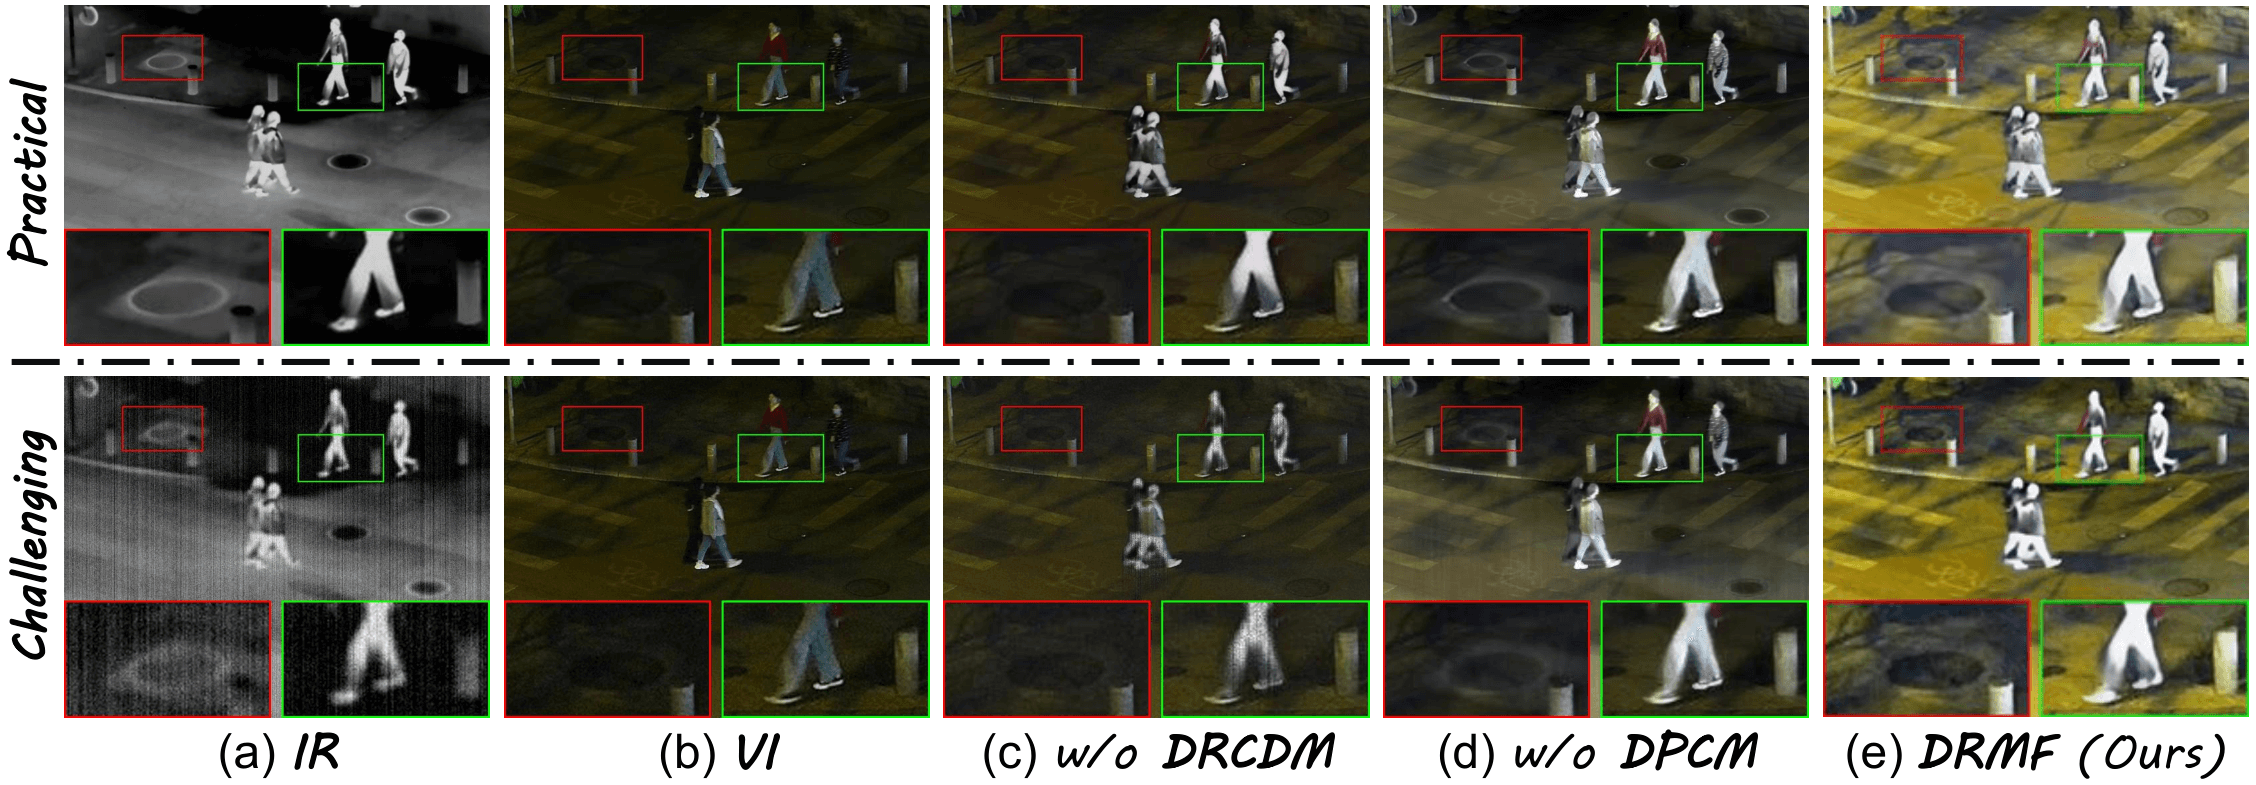 Practical
Challenging
(a) IR
(b) VI
(c) w/o DRCDM
(d) w/o DPCM
(e) DRMF (Ours)